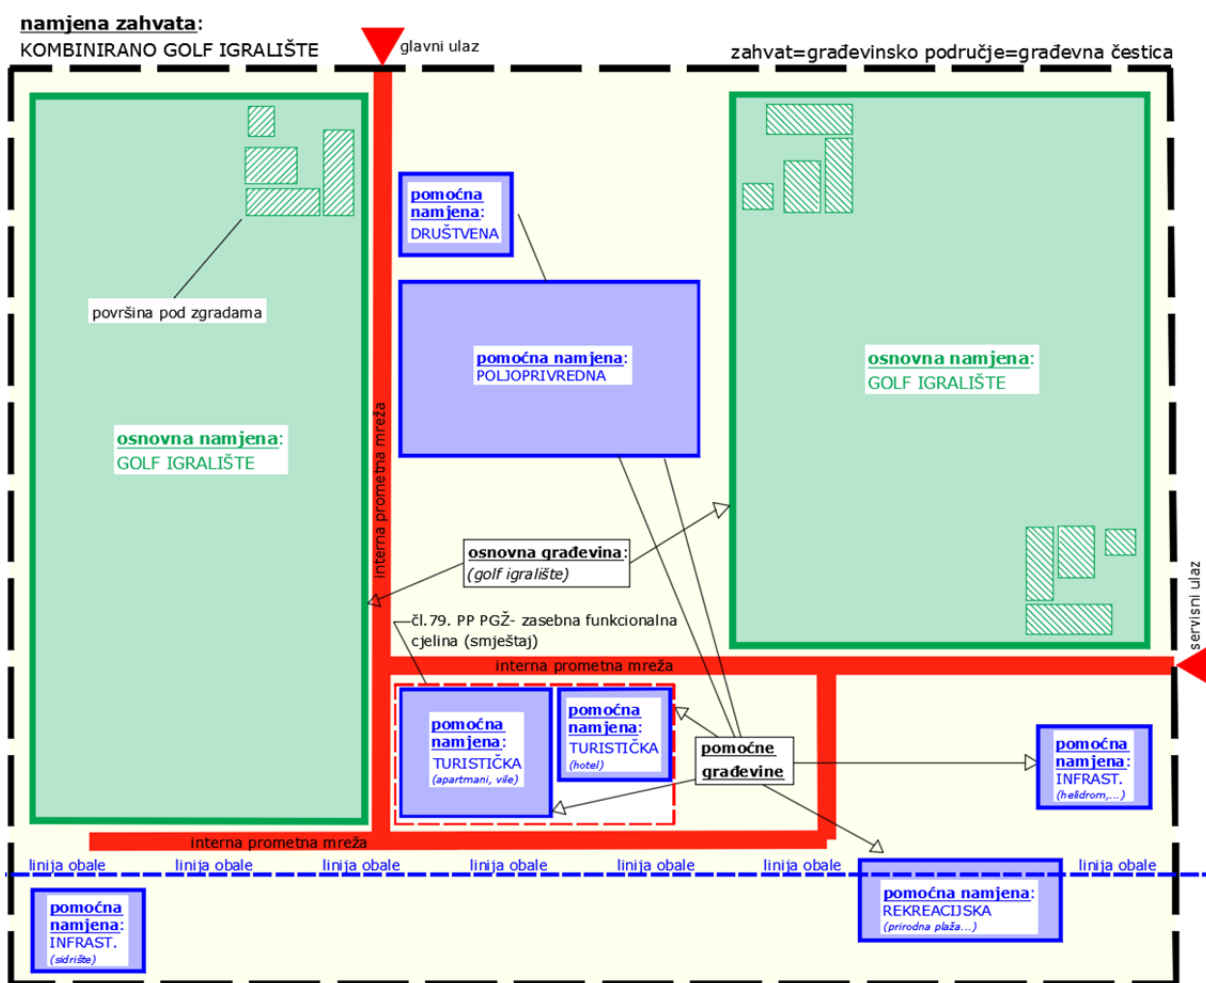 namjena zahvata:
KOMBINIRANO GOLF IGRALIŠTE
glavni ulaz
zahvat=građevinsko područje=građevna čestica
pomoćna
namjena:
DRUŠTVENA
površina pod zgradama
pomoćna namjena:
POLJOPRIVREDNA
osnovna namjena:
GOLF IGRALIŠTE
osnovna namjena:
GOLF IGRALIŠTE
interna prometna mreža
osnovna građevina:
(golf igralište)
servisni ulaz
čl.79. PP PGŽ- zasebna funkcionalna
cjelina (smještaj)
interna prometna mreža
pomoćna
namjena:
TURISTIČKA
(apartmani, vile)
pomoćna
namjena:
TURISTIČKA
(hotel)
pomoćne
građevine
pomoćna
namjena:
INFRAST.
(helidrom,...)
interna prometna mreža
linija obale linija obale linija obale linija obale linija obale linija obale linija obale
pomoćna
namjena:
INFRAST.
(sidrište)
pomoćna namjena:
REKREACIJSKA
(prirodna plaža...)